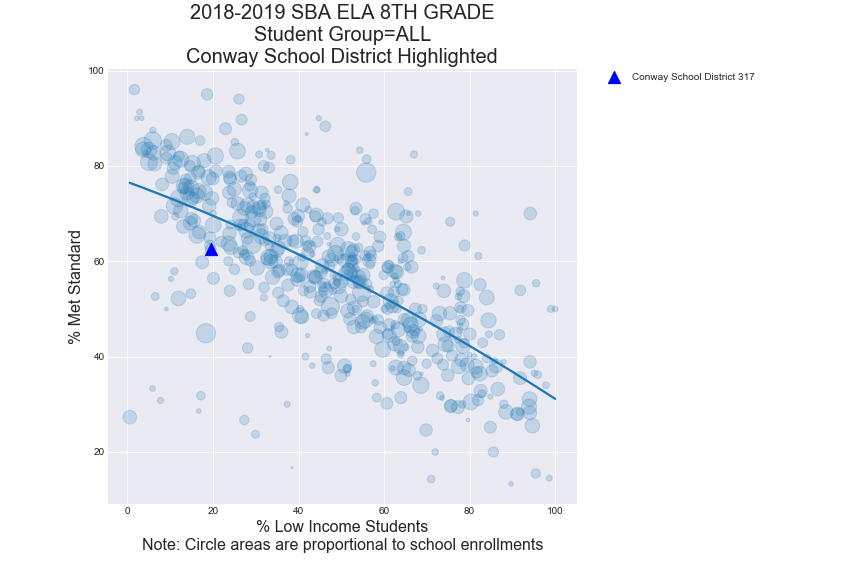 2018-2019 SBA ELA 8TH GRADE
Student Group=ALL
Conway School District Highlighted
Conway School District 317
% Met Standard
100
80
60
40
20
0 20 40 60 80 100
% Low Income Students
Note: Circle areas are proportional to school enrollments